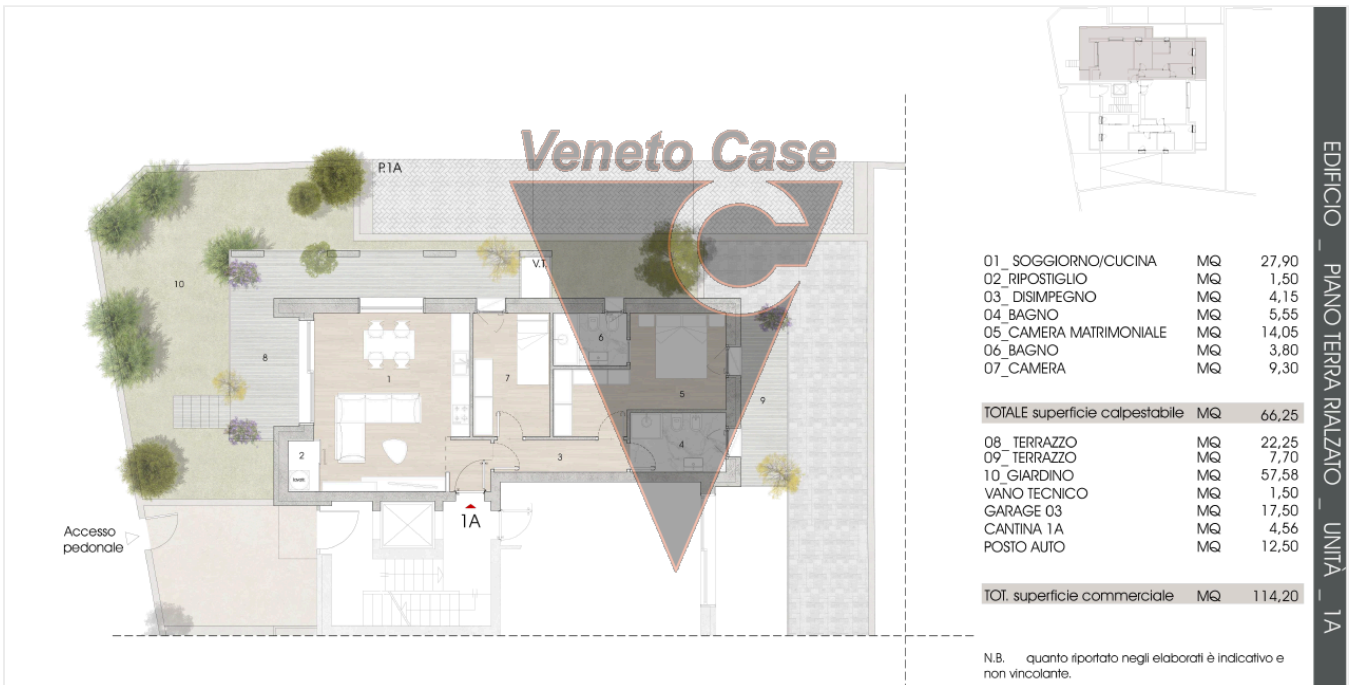 Veneto Case
P.1A
V.T.
10
8
1
7
6
5
9
4
3
2
1A
Accesso
pedonale
01_ SOGGIORNO/CUCINA MQ 27,90
02_RIPOSTIGLIO MQ 1,50
03_ DISIMPEGNO MQ 4,15
04_BAGNO MQ 5,55
05_CAMERA MATRIMONIALE MQ 14,05
06_BAGNO MQ 3,80
07_CAMERA MQ 9,30
TOTALE superficie calpestabile MQ 66,25
08_ TERRAZZO MQ 22,25
09_ TERRAZZO MQ 7,70
10_GIARDINO MQ 57,58
VANO TECNICO MQ 1,50
GARAGE 03 MQ 17,50
CANTINA 1A MQ 4,56
POSTO AUTO MQ 12,50
TOT. superficie commerciale MQ 114,20
N.B. quanto riportato negli elaborati è indicativo e
non vincolante.
EDIFICIO _ PIANO TERRA RIALZATO _ UNITÀ _ 1A